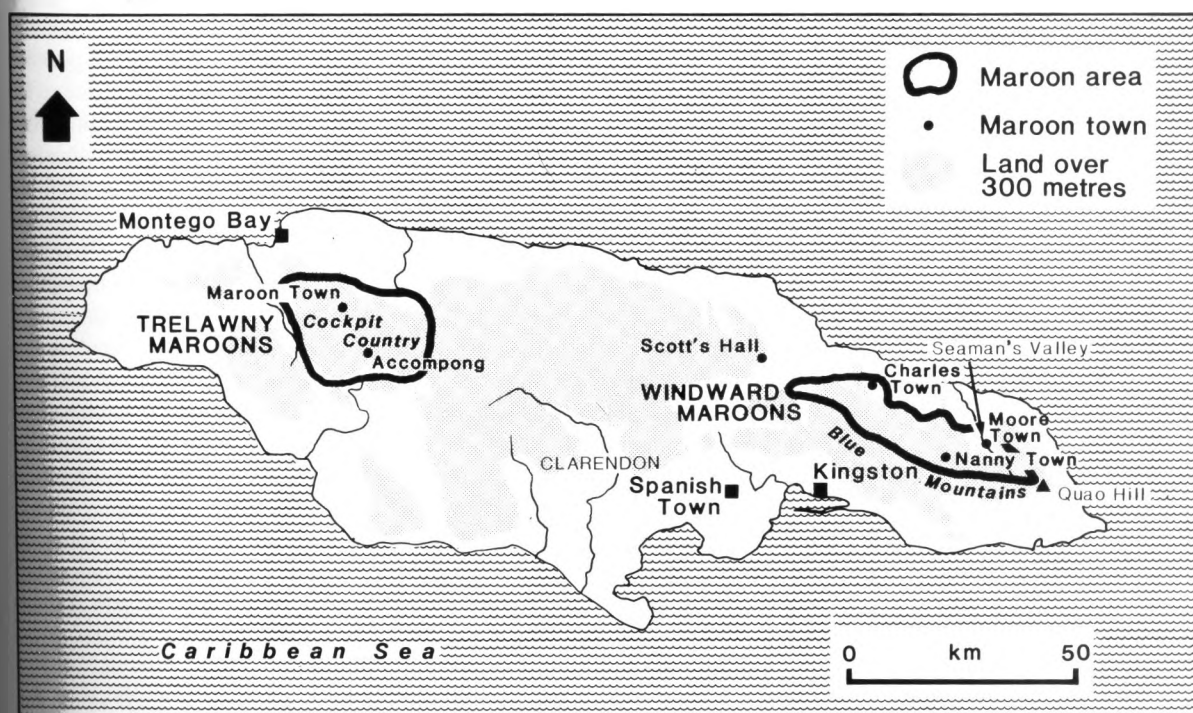 N
Maroon area
Maroon town
Land over
300 metres
Montego Bay
Maroon Town
Cockpit
Country
TRELAWNY
MAROONS
Accompong
Scott's Hall
Seaman's Valley
Charles
Town
WINDWARD
MAROONS
Moore
Town
Blue
Mountains
Nanny Town
CLARENDON
Kingston
Spanish
Town
Quao Hill
Caribbean Sea
0 km 50